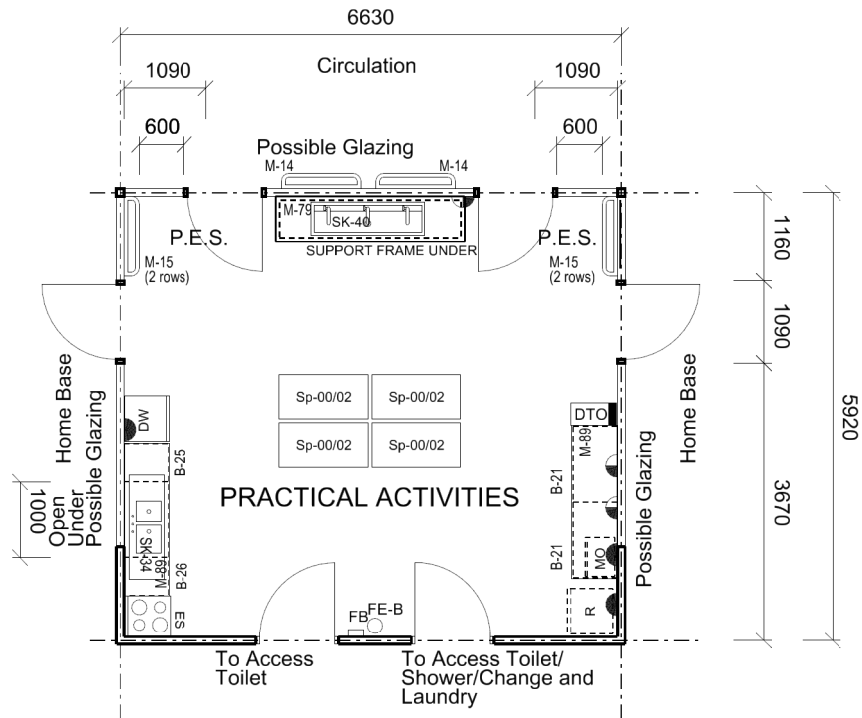 6630
1090
Circulation
1090
600
600
Possible Glazing
M-14
M-14
M-79
SK-40
P.E.S.
P.E.S.
SUPPORT FRAME UNDER
M-15
(2 rows)
M-15
(2 rows)
1160
1090
5920
3670
Home Base
Possible Glazing
Open
Under
1000
Home Base
Possible Glazing
DW
B-25
SK-34
M-89
B-26
ES
Sp-00/02
Sp-00/02
Sp-00/02
Sp-00/02
PRACTICAL ACTIVITIES
DTO
M-89
B-21
B-21
MO
R
FB
FE-B
To Access
Toilet
To Access Toilet/
Shower/Change and
Laundry